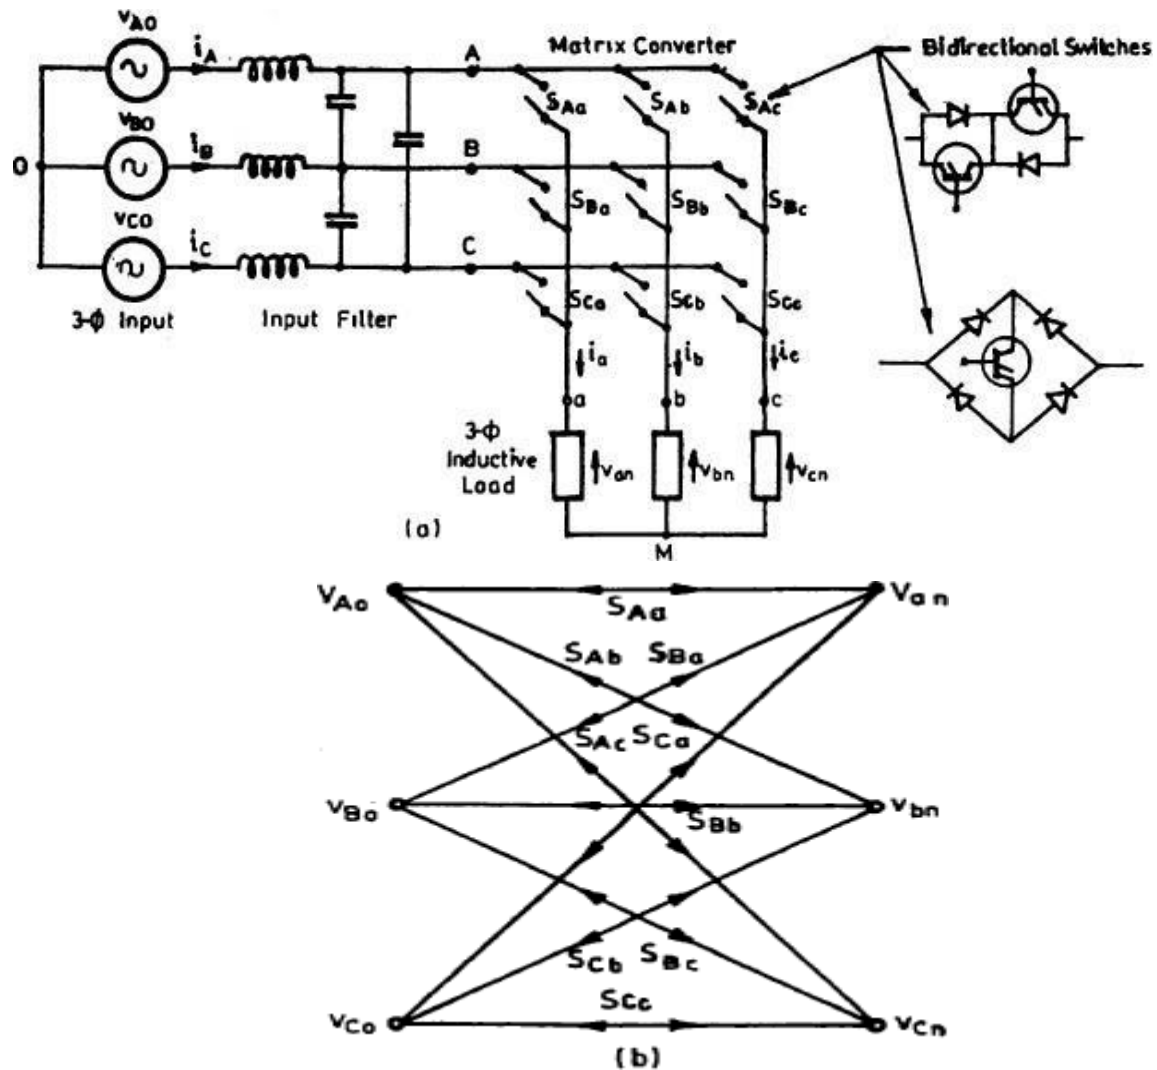 vAO
iA
A
Matrix Converter
Bidirectional Switches
SAa
SAb
SAc
vBO
iB
B
O
SBa
SBb
SBc
vCO
iC
C
SCa
SCb
SCc
3-ϕ Input
Input Filter
ia
ib
ic
a
b
c
3-ϕ
Inductive
Load
van
vbn
vcn
(a)
M
VAo
SAa
Van
SAb
SBa
SAc
SCa
vBo
SBb
vbn
SCb
SBc
vCo
SCc
vCn
(b)